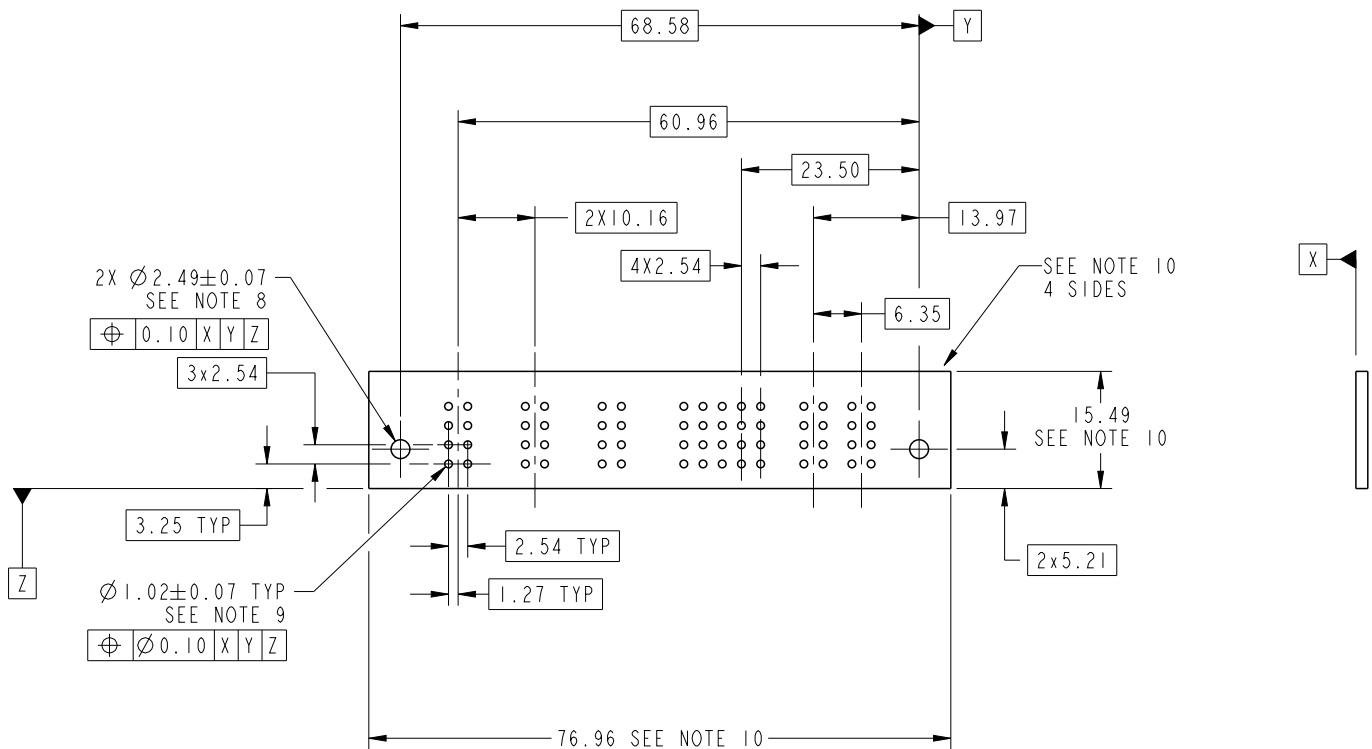 68.58
Y
60.96
23.50
2X10.16
13.97
4X2.54
SEE NOTE 10
4 SIDES
X
2X Ø2.49±0.07
SEE NOTE 8
⌖ 0.10 X Y Z
6.35
3x2.54
15.49
SEE NOTE 10
3.25 TYP
2.54 TYP
2x5.21
Z
Ø1.02±0.07 TYP
SEE NOTE 9
⌖ Ø0.10 X Y Z
1.27 TYP
76.96 SEE NOTE 10